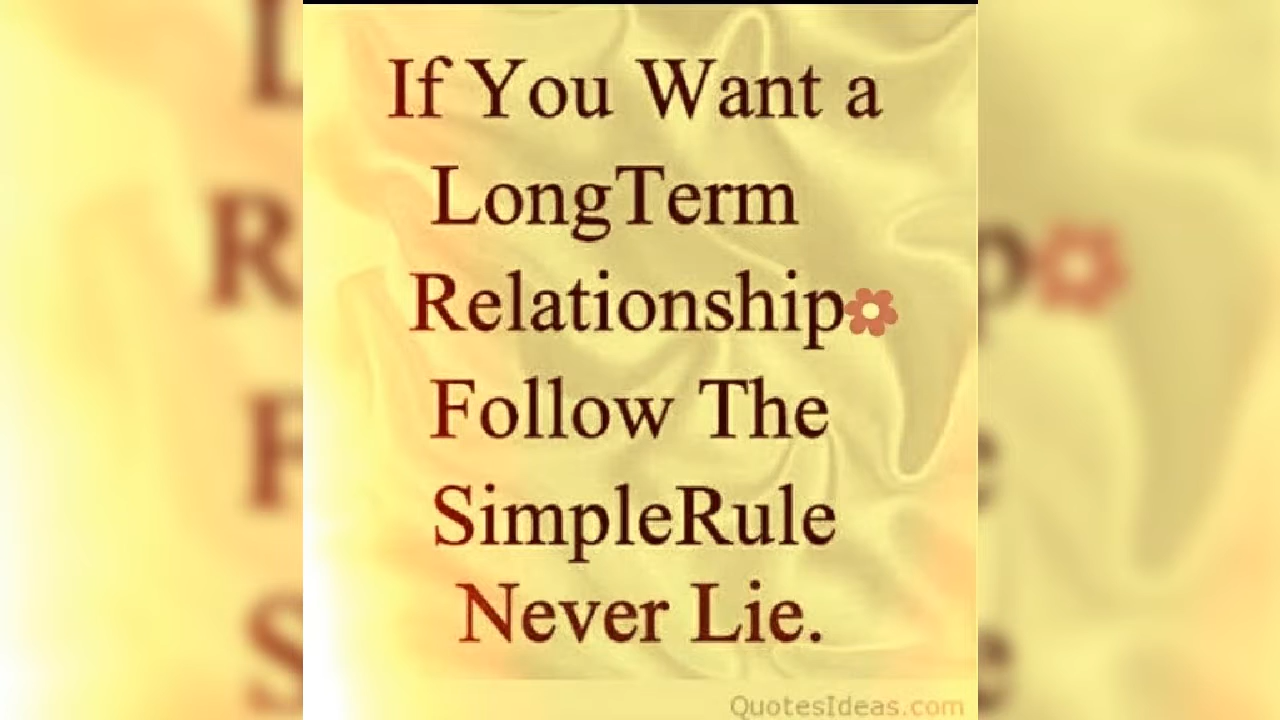 If You Want a
LongTerm
Relationship
Follow The
SimpleRule
Never Lie.
QuotesIdeas.com